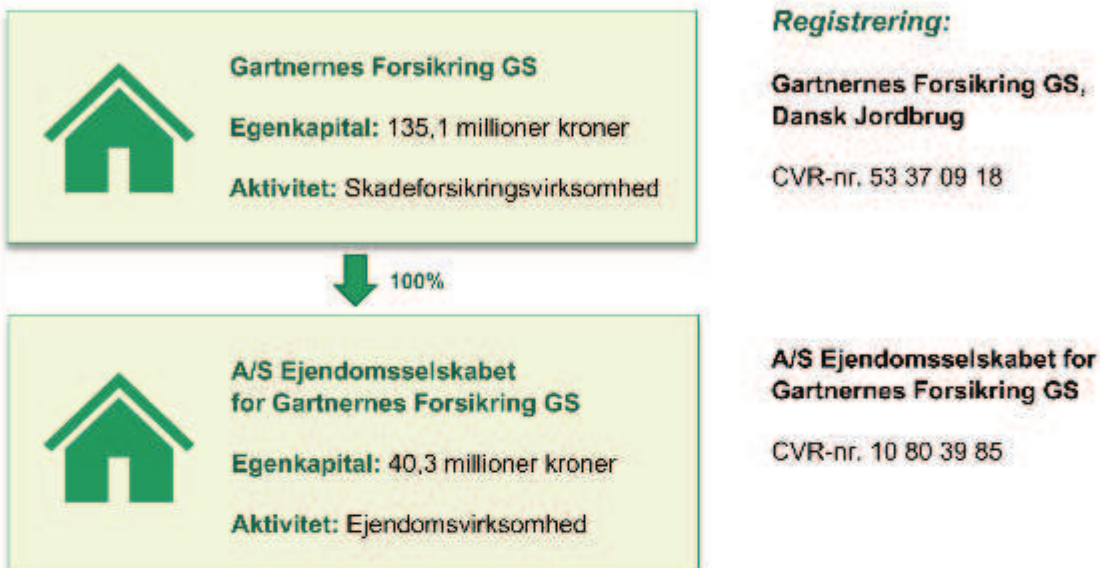 Gartnernes Forsikring GS
Egenkapital: 135,1 millioner kroner
Aktivitet: Skadeforsikringsvirksomhed
Registrering:
Gartnernes Forsikring GS,
Dansk Jordbrug
CVR-nr. 53 37 09 18
100%
A/S Ejendomsselskabet
for Gartnernes Forsikring GS
Egenkapital: 40,3 millioner kroner
Aktivitet: Ejendomsvirksomhed
A/S Ejendomsselskabet for
Gartnernes Forsikring GS
CVR-nr. 10 80 39 85